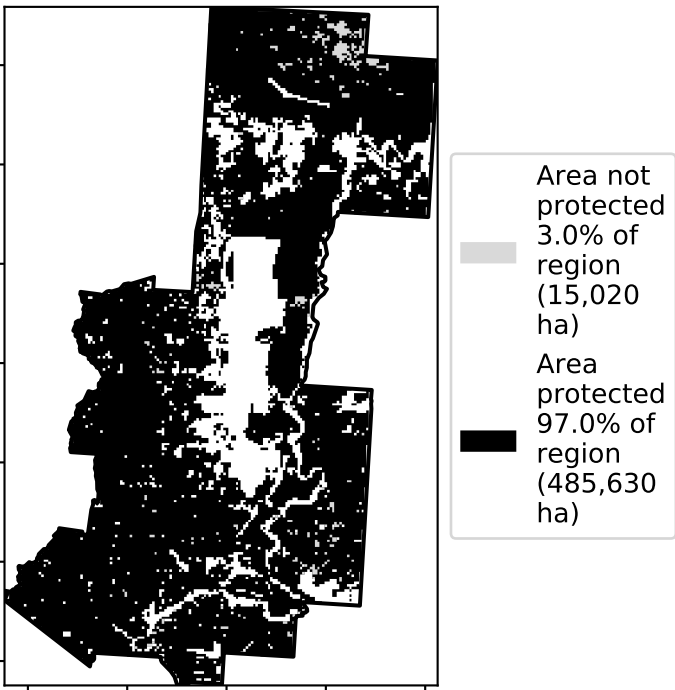 Area not
protected
3.0% of
region
(15,020
ha)
Area
protected
97.0% of
region
(485,630
ha)